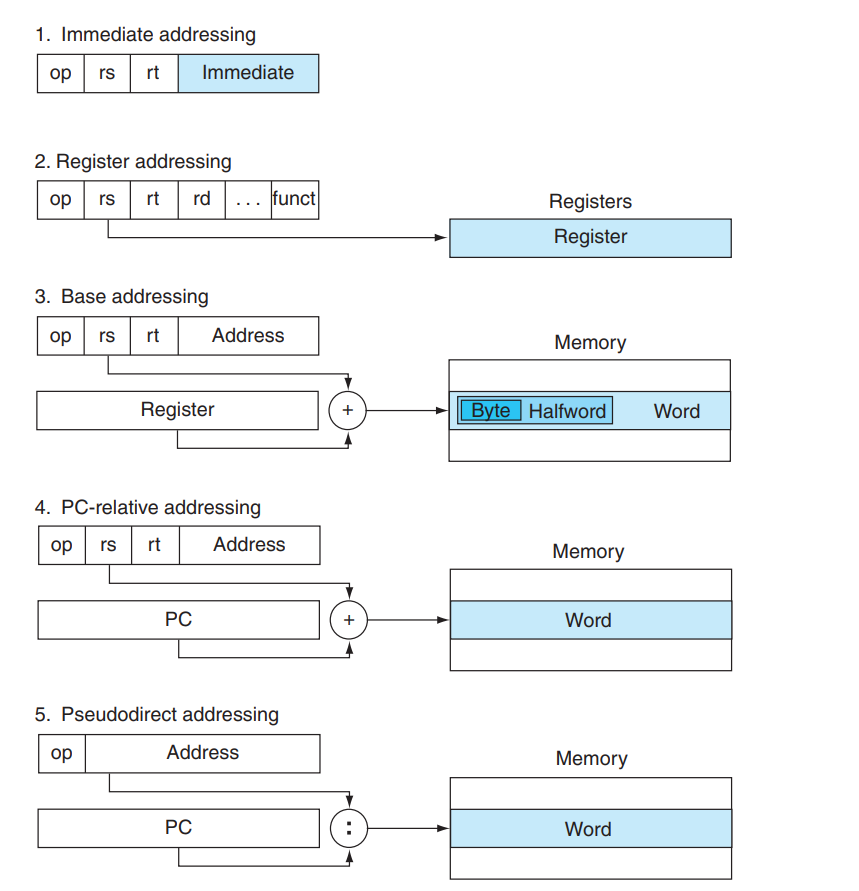 1. Immediate addressing
op rs rt Immediate
2. Register addressing
op rs rt rd ... funct
Registers
Register
3. Base addressing
op rs rt Address
Memory
Register
+
Byte Halfword Word
4. PC-relative addressing
op rs rt Address
Memory
PC
+
Word
5. Pseudodirect addressing
op Address
Memory
PC
:
Word